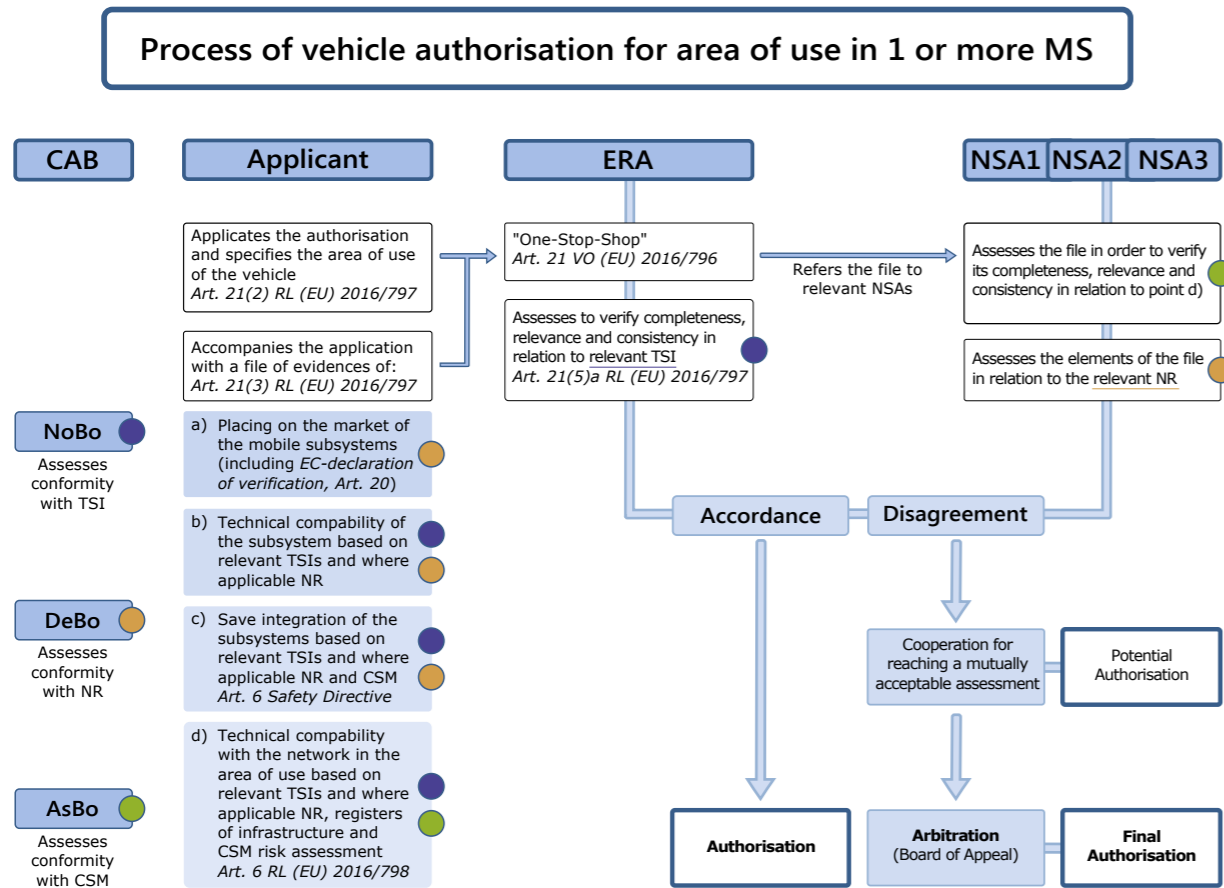 Process of vehicle authorisation for area of use in 1 or more MS
CAB
Applicant
ERA
NSA1
NSA2
NSA3
Applicates the authorisation
and specifies the area of use
of the vehicle
Art. 21(2) RL (EU) 2016/797
Accompanies the application
with a file of evidences of:
Art. 21(3) RL (EU) 2016/797
"One-Stop-Shop"
Art. 21 VO (EU) 2016/796
Assesses to verify completeness,
relevance and consistency in
relation to relevant TSI
Art. 21(5)a RL (EU) 2016/797
Refers the file to
relevant NSAs
Assesses the file in order to verify
its completeness, relevance and
consistency in relation to point d)
Assesses the elements of the file
in relation to the relevant NR
NoBo
Assesses
conformity
with TSI
DeBo
Assesses
conformity
with NR
AsBo
Assesses
conformity
with CSM
a) Placing on the market of
the mobile subsystems
(including EC-declaration
of verification, Art. 20)
b) Technical compability of
the subsystem based on
relevant TSIs and where
applicable NR
c) Save integration of the
subsystems based on
relevant TSIs and where
applicable NR and CSM
Art. 6 Safety Directive
d) Technical compability
with the network in the
area of use based on
relevant TSIs and where
applicable NR, registers
of infrastructure and
CSM risk assessment
Art. 6 RL (EU) 2016/798
Accordance
Disagreement
Cooperation for
reaching a mutually
acceptable assessment
Potential
Authorisation
Authorisation
Arbitration
(Board of Appeal)
Final
Authorisation